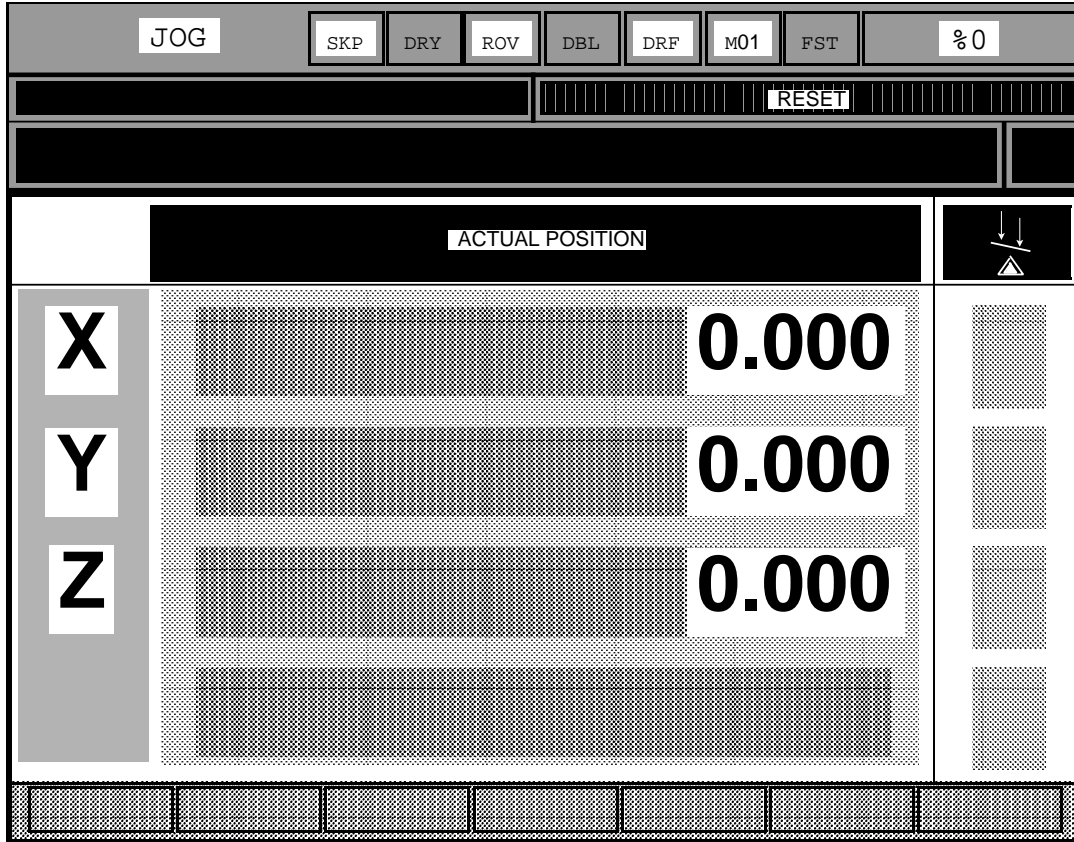 JOG SKP DRY ROV DBL DRF M01 FST %0
RESET
ACTUAL POSITION
X 0.000
Y 0.000
Z 0.000